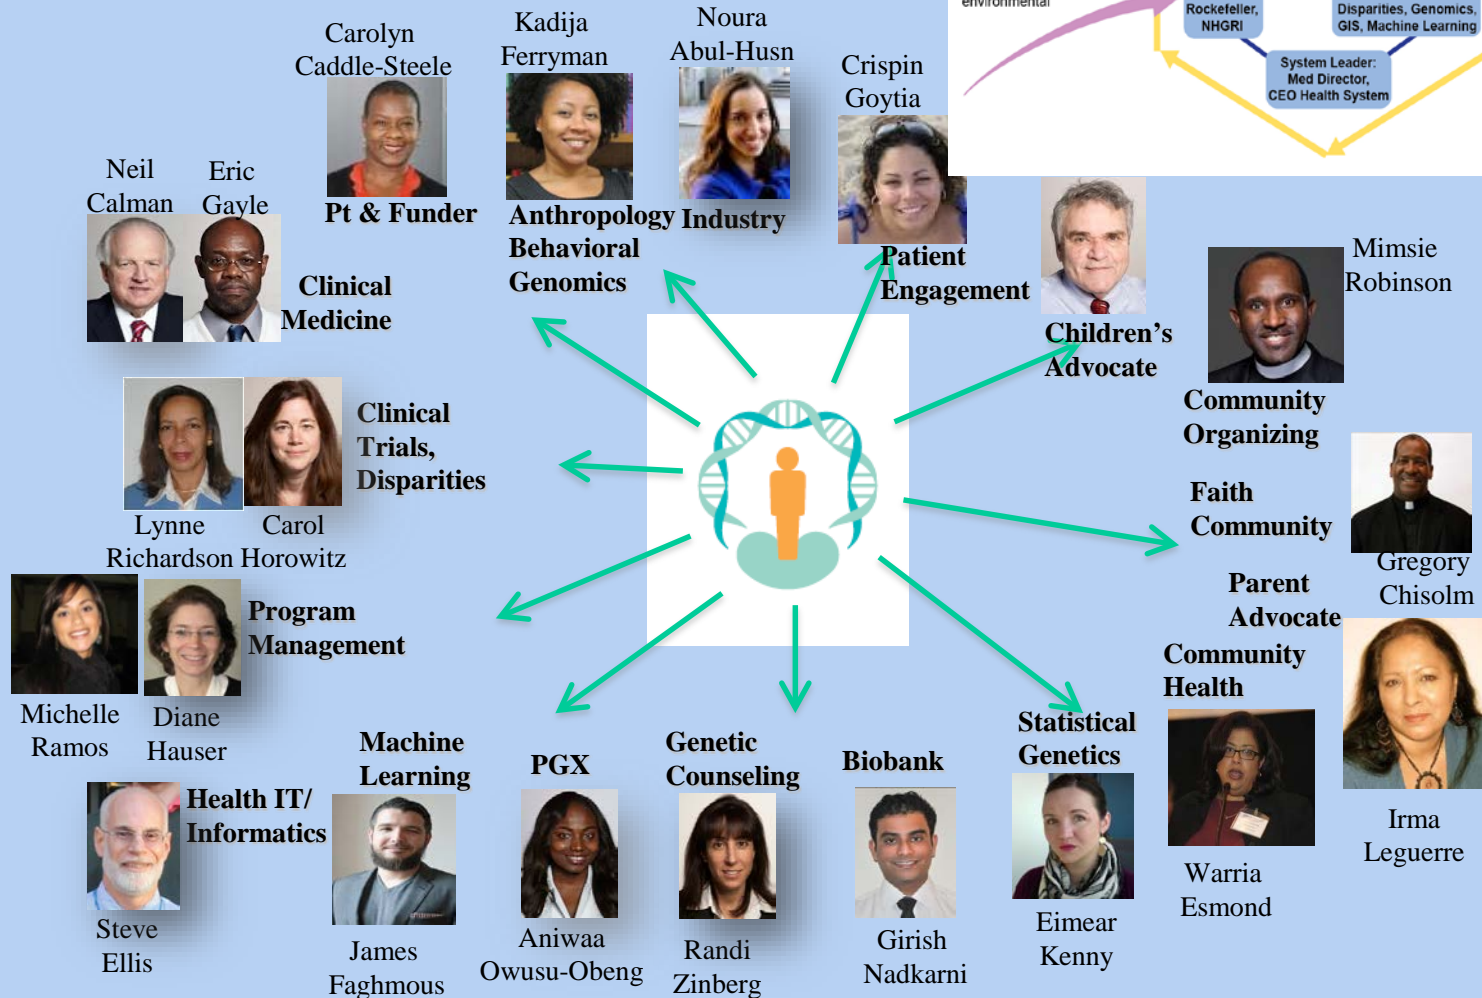 environmental
Rockefeller,
NHGRI
Disparities, Genomics,
GIS, Machine Learning
System Leader:
Med Director,
CEO Health System
Carolyn
Caddle-Steele
Pt & Funder
Kadija
Ferryman
Anthropology
Behavioral
Genomics
Noura
Abul-Husn
Industry
Crispin
Goytia
Patient
Engagement
Neil
Calman
Eric
Gayle
Clinical
Medicine
Children’s
Advocate
Mimsie
Robinson
Community
Organizing
Clinical
Trials,
Disparities
Lynne
Richardson
Carol
Horowitz
Faith
Community
Gregory
Chisolm
Program
Management
Michelle
Ramos
Diane
Hauser
Parent
Advocate
Irma
Leguerre
Community
Health
Warria
Esmond
Health IT/
Informatics
Steve
Ellis
Machine
Learning
James
Faghmous
PGX
Aniwaa
Owusu-Obeng
Genetic
Counseling
Randi
Zinberg
Biobank
Girish
Nadkarni
Statistical
Genetics
Eimear
Kenny